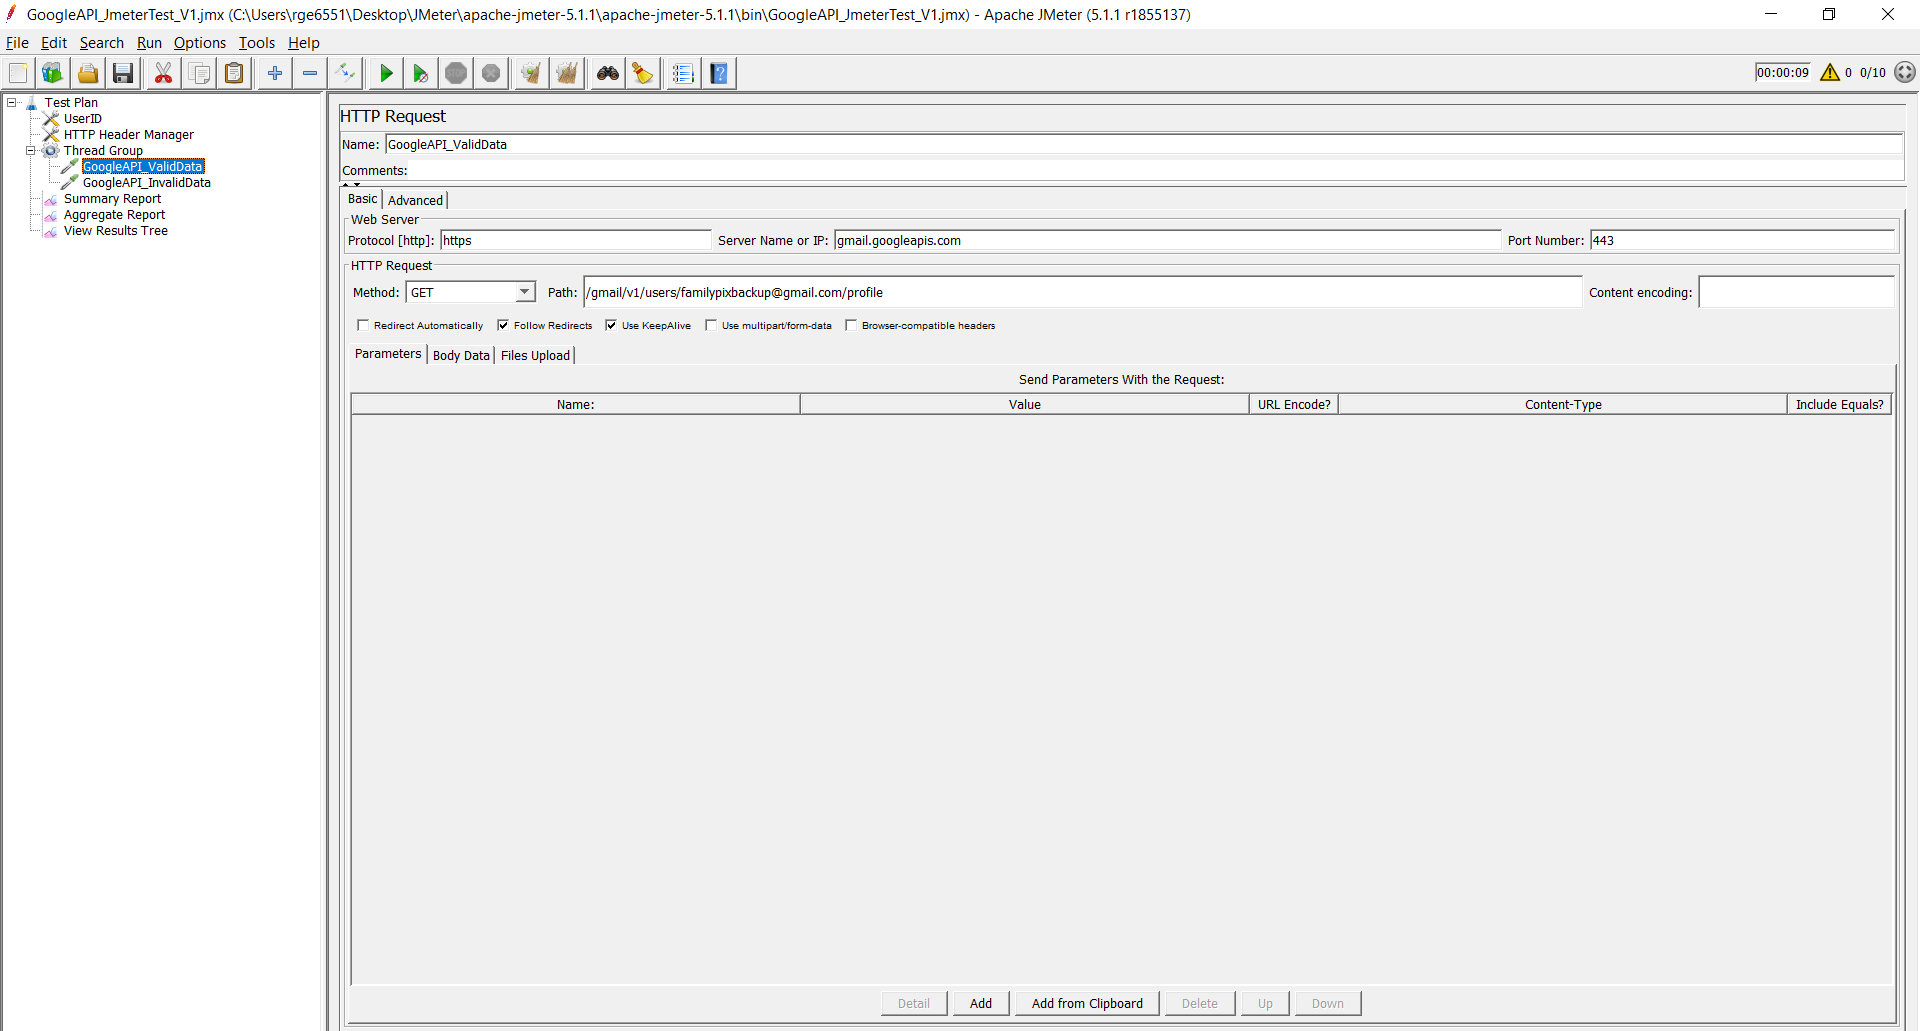 GoogleAPI_JmeterTest_V1.jmx (C:\Users\rge6551\Desktop\JMeter\apache-jmeter-5.1.1\apache-jmeter-5.1.1\bin\GoogleAPI_JmeterTest_V1.jmx) - Apache JMeter (5.1.1 r1855137)
File Edit Search Run Options Tools Help
STOP
00:00:09 0 0/10
Test Plan
UserID
HTTP Header Manager
Thread Group
GoogleAPI_ValidData
GoogleAPI_InvalidData
Summary Report
Aggregate Report
View Results Tree
HTTP Request
Name: GoogleAPI_ValidData
Comments:
Basic Advanced
Web Server
Protocol [http]: https Server Name or IP: gmail.googleapis.com Port Number: 443
HTTP Request
Method: GET Path: /gmail/v1/users/familypixbackup@gmail.com/profile Content encoding:
Redirect Automatically Follow Redirects Use KeepAlive Use multipart/form-data Browser-compatible headers
Parameters Body Data Files Upload
Send Parameters With the Request:
Name: Value URL Encode? Content-Type Include Equals?
Detail Add Add from Clipboard Delete Up Down